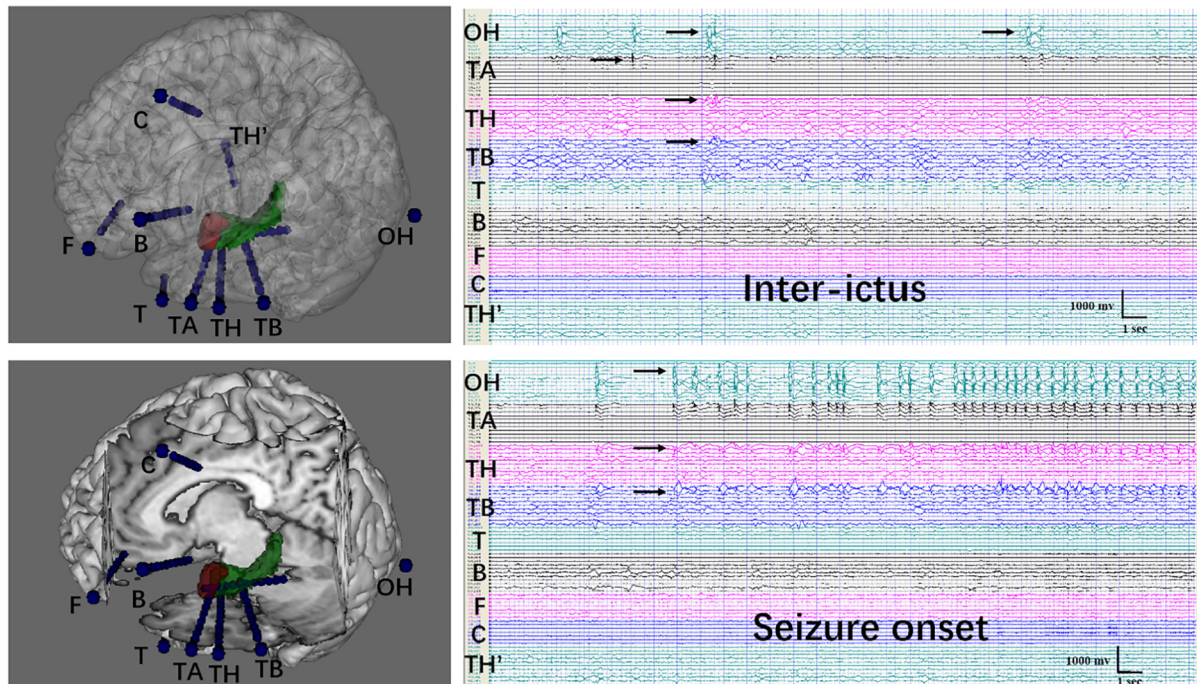 C
TH'
F
B
OH
T
TA
TH
TB
OH
TA
TH
TB
T
B
F
C
TH'
Inter-ictus
1000 mv
1 sec
C
F
B
OH
T
TA
TH
TB
OH
TA
TH
TB
T
B
F
C
TH'
Seizure onset
1000 mv
1 sec